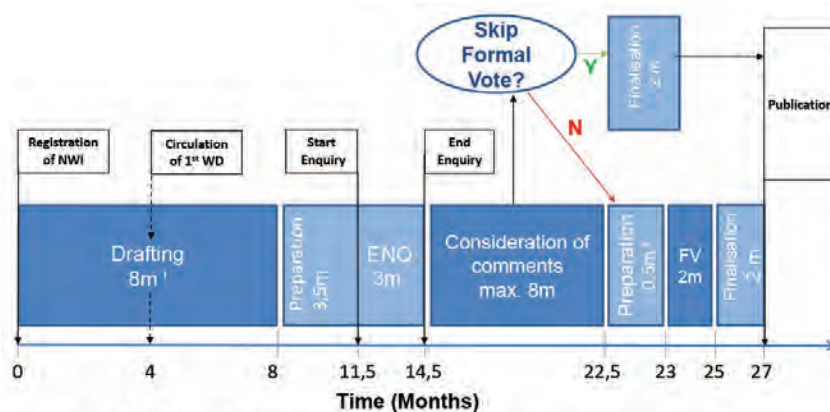 Skip
Formal
Vote?
Y
N
Finalisation
2 m
Publication
Registration
of NWI
Circulation
of 1st WD
Start
Enquiry
End
Enquiry
Drafting
8m
Preparation
3,5m
ENQ
3m
Consideration of
comments
max. 8m
Preparation
0,5m
FV
2m
Finalisation
2 m
0
4
8
11,5
14,5
22,5
23
25
27
Time (Months)